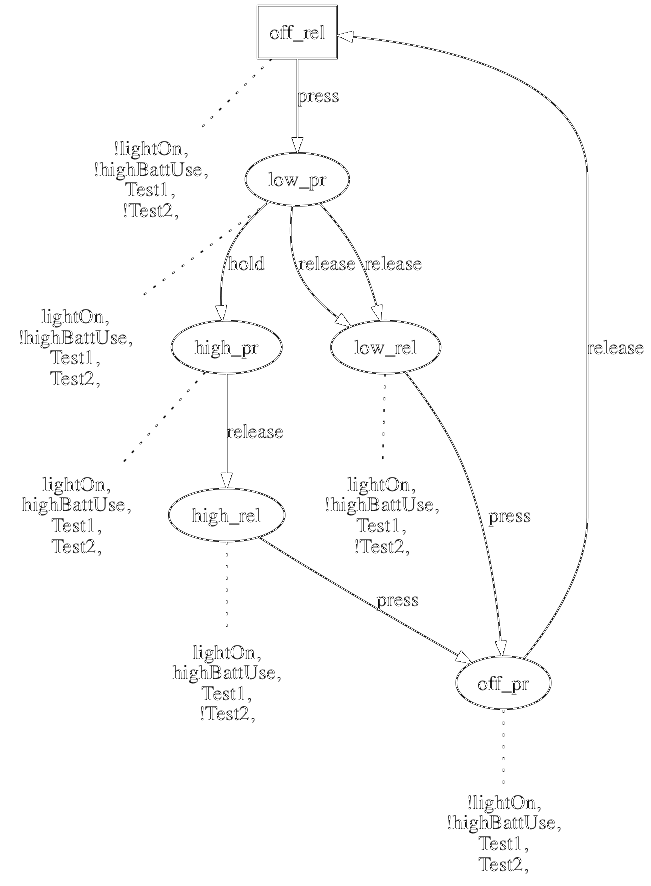 off_rel
press
!lightOn,
!highBattUse,
Test1,
!Test2,
low_pr
hold
release
release
lightOn,
!highBattUse,
Test1,
Test2,
high_pr
low_rel
release
release
lightOn,
highBattUse,
Test1,
Test2,
lightOn,
!highBattUse,
Test1,
!Test2,
high_rel
press
press
lightOn,
highBattUse,
Test1,
!Test2,
off_pr
!lightOn,
!highBattUse,
Test1,
Test2,